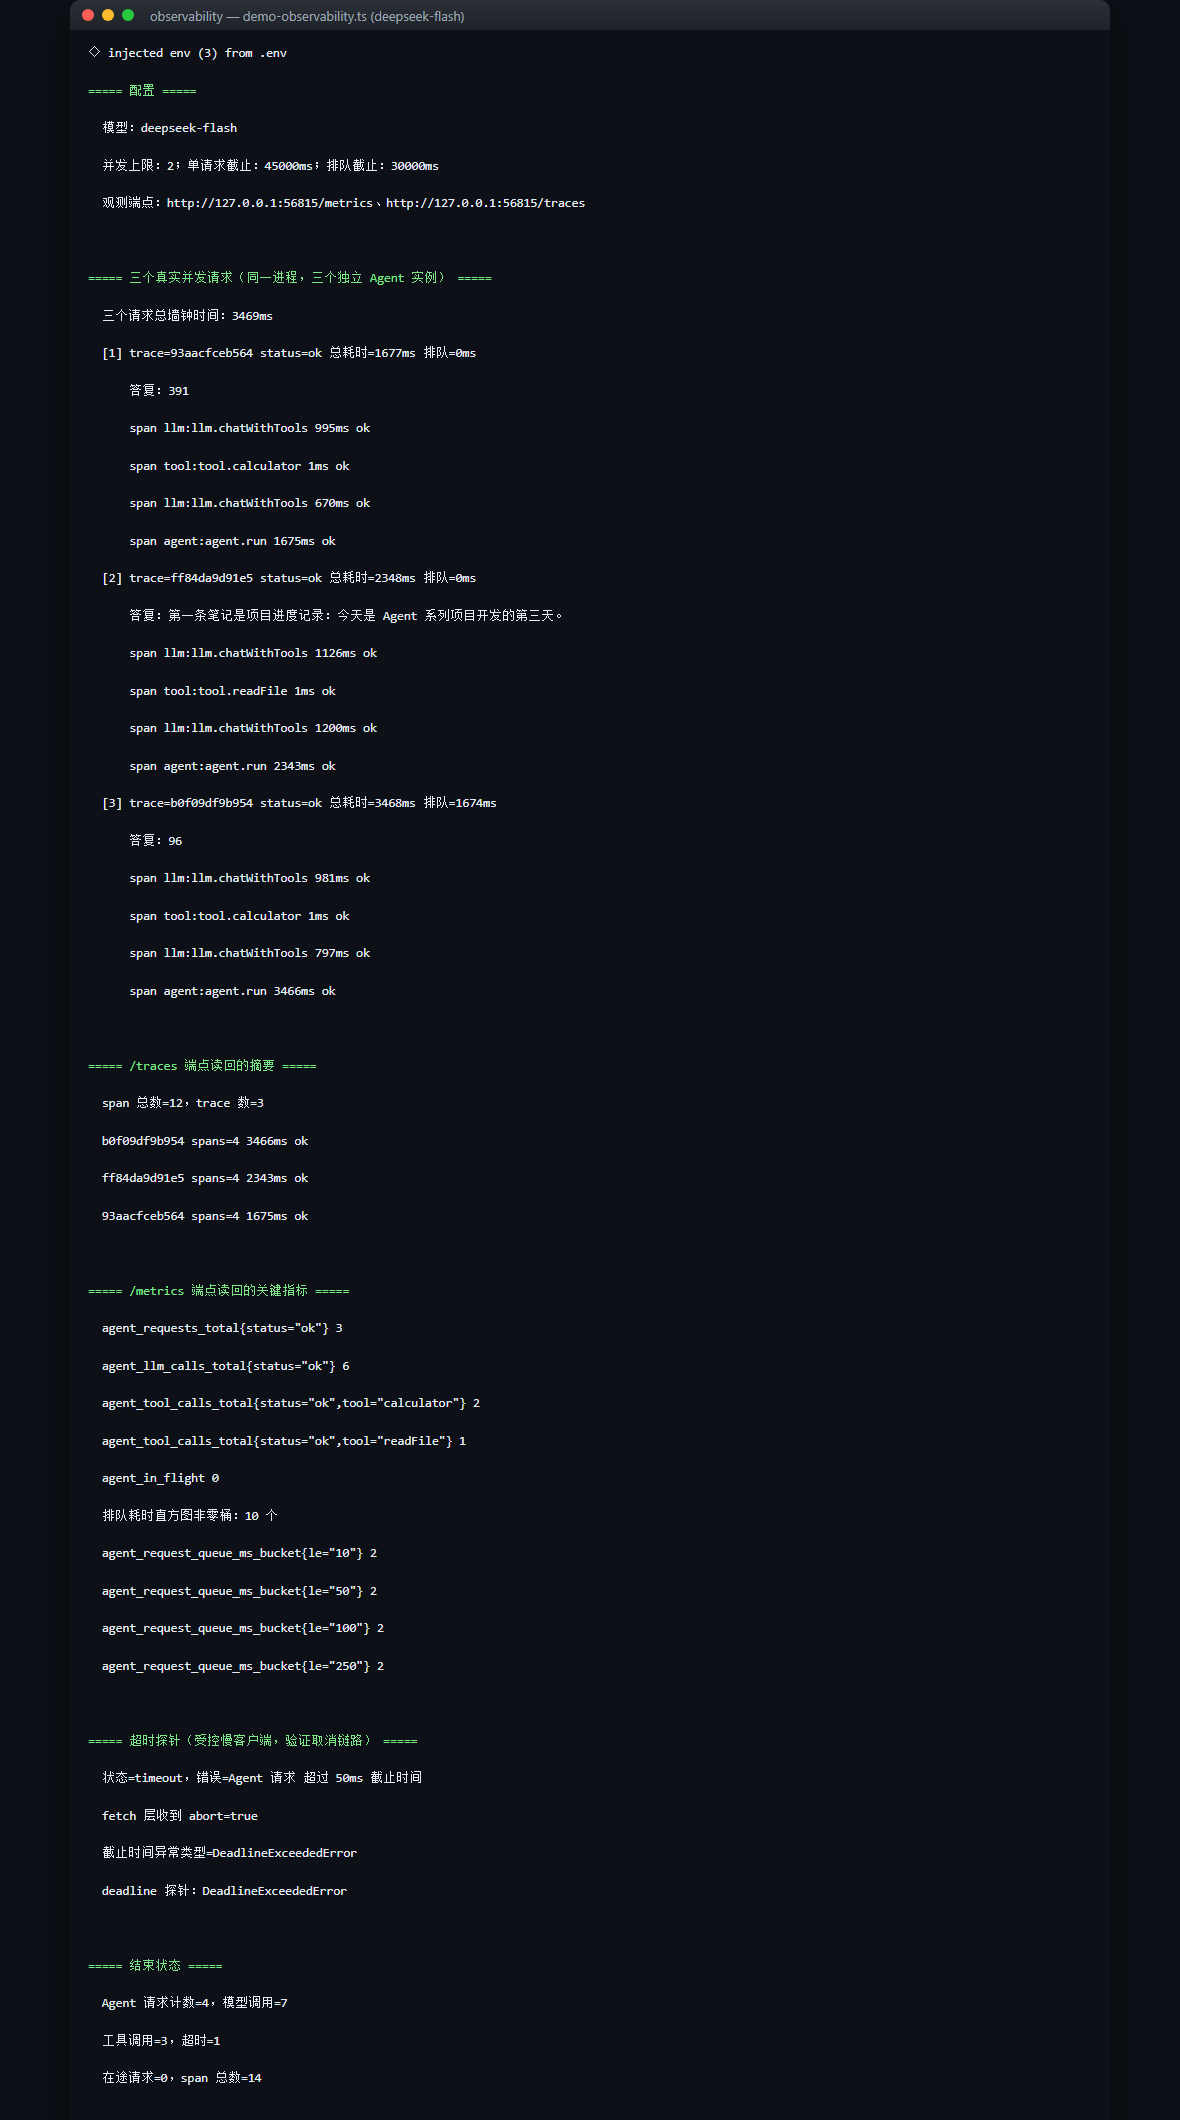 observability — demo-observability.ts (deepseek-flash)
◇ injected env (3) from .env
===== 配置 =====
模型：deepseek-flash
并发上限：2；单请求截止：45000ms；排队截止：30000ms
观测端点：http://127.0.0.1:56815/metrics、http://127.0.0.1:56815/traces
===== 三个真实并发请求（同一进程，三个独立 Agent 实例） =====
三个请求总墙钟时间：3469ms
[1] trace=93aacfceb564 status=ok 总耗时=1677ms 排队=0ms
答复：391
span llm:llm.chatWithTools 995ms ok
span tool:tool.calculator 1ms ok
span llm:llm.chatWithTools 670ms ok
span agent:agent.run 1675ms ok
[2] trace=ff84da9d91e5 status=ok 总耗时=2348ms 排队=0ms
答复：第一条笔记是项目进度记录：今天是 Agent 系列项目开发的第三天。
span llm:llm.chatWithTools 1126ms ok
span tool:tool.readFile 1ms ok
span llm:llm.chatWithTools 1200ms ok
span agent:agent.run 2343ms ok
[3] trace=b0f09df9b954 status=ok 总耗时=3468ms 排队=1674ms
答复：96
span llm:llm.chatWithTools 981ms ok
span tool:tool.calculator 1ms ok
span llm:llm.chatWithTools 797ms ok
span agent:agent.run 3466ms ok
===== /traces 端点读回的摘要 =====
span 总数=12，trace 数=3
b0f09df9b954 spans=4 3466ms ok
ff84da9d91e5 spans=4 2343ms ok
93aacfceb564 spans=4 1675ms ok
===== /metrics 端点读回的关键指标 =====
agent_requests_total{status="ok"} 3
agent_llm_calls_total{status="ok"} 6
agent_tool_calls_total{status="ok",tool="calculator"} 2
agent_tool_calls_total{status="ok",tool="readFile"} 1
agent_in_flight 0
排队耗时直方图非零桶：10 个
agent_request_queue_ms_bucket{le="10"} 2
agent_request_queue_ms_bucket{le="50"} 2
agent_request_queue_ms_bucket{le="100"} 2
agent_request_queue_ms_bucket{le="250"} 2
===== 超时探针（受控慢客户端，验证取消链路） =====
状态=timeout，错误=Agent 请求 超过 50ms 截止时间
fetch 层收到 abort=true
截止时间异常类型=DeadlineExceededError
deadline 探针：DeadlineExceededError
===== 结束状态 =====
Agent 请求计数=4，模型调用=7
工具调用=3，超时=1
在途请求=0，span 总数=14